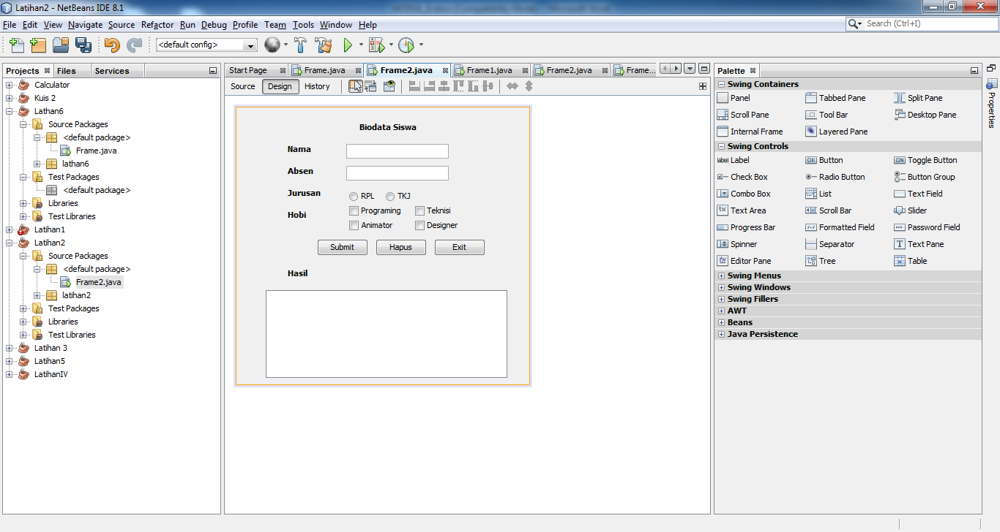 Latihan2 - NetBeans IDE 8.1
File Edit View Navigate Source Refactor Run Debug Profile Team Tools Window Help
Search (Ctrl+I)
<default config>
Projects Files Services
Calculator
Kuis 2
Lathan6
Source Packages
<default package>
Frame.java
lathan6
Test Packages
<default package>
Libraries
Test Libraries
Latihan1
Latihan2
Source Packages
<default package>
Frame2.java
latihan2
Test Packages
Libraries
Test Libraries
Latihan 3
Latihan5
LatihanIV
Start Page Frame.java Frame2.java Frame1.java Frame2.java Frame...
Source Design History
Biodata Siswa
Nama
Absen
Jurusan RPL TKJ
Hobi Programing Teknisi
Animator Designer
Submit Hapus Exit
Hasil
Palette
Swing Containers
Panel Tabbed Pane Split Pane
Scroll Pane Tool Bar Desktop Pane
Internal Frame Layered Pane
Swing Controls
label Label OK Button ON Toggle Button
Check Box Radio Button Button Group
Combo Box List Text Field
Text Area Scroll Bar Slider
Progress Bar Formatted Field Password Field
Spinner Separator Text Pane
Editor Pane Tree Table
Swing Menus
Swing Windows
Swing Fillers
AWT
Beans
Java Persistence
Properties